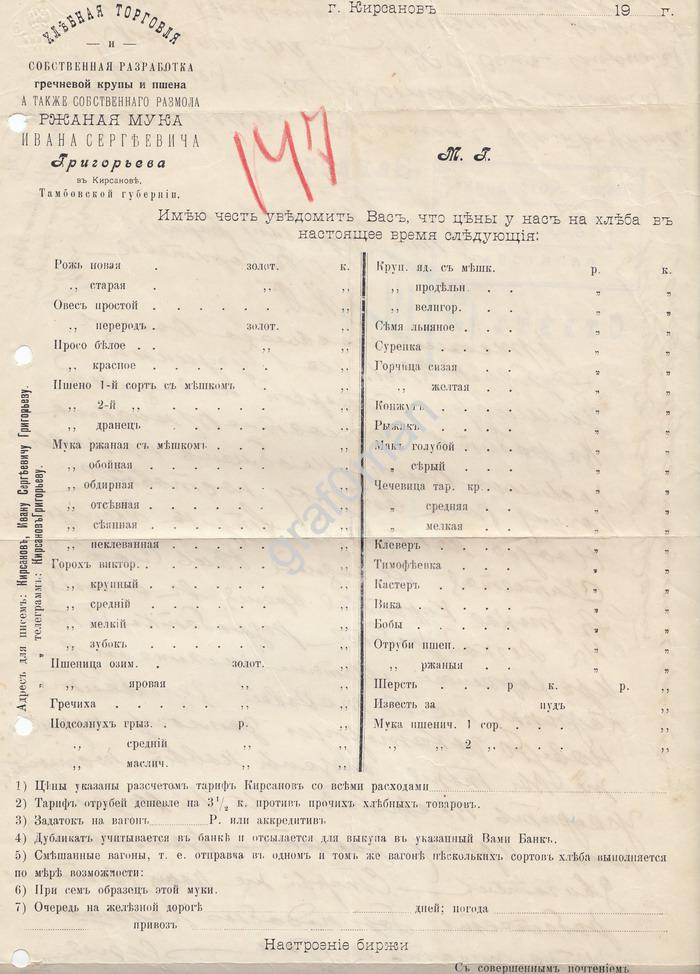 ХЛѢБНАЯ ТОРГОВЛЯ
— и —
СОБСТВЕННАЯ РАЗРАБОТКА
гречневой крупы и пшена
А ТАКЖЕ СОБСТВЕННАГО РАЗМОЛА
РЖАНАЯ МУКА
ИВАНА СЕРГѢЕВИЧА
Григорьева
въ Кирсановѣ,
Тамбовской губерніи.
г. Кирсановъ 19 г.
147
М. Г.
Имѣю честь увѣдомить Васъ, что цѣны у насъ на хлѣба въ
настоящее время слѣдующія:
Рожь новая . золот. к.
,, старая . ,, ,,
Овесъ простой . . . . . . ,,
,, переродъ . золот. ,,
Просо бѣлое . . ,, ,,
,, красное . . . . . ,,
Пшено 1-й сортъ съ мѣшкомъ . ,,
,, 2-й ,, . . . . . ,,
,, дранецъ . . . . . ,,
Мука ржаная съ мѣшкомъ . . . ,,
,, обойная . . . . . . ,,
,, обдирная . . . . . . ,,
,, отсѣвная . . . . . ,,
,, сѣянная . . . . . ,,
,, пеклеванная . . . . . ,,
Горохъ виктор. . . . . . ,,
,, крупный . . . . . ,,
,, средній . . . . . ,,
,, мелкій . . . . . ,,
,, зубокъ . . . . . ,,
Пшеница озим. . . золот. ,,
,, яровая ,, ,,
Гречиха . . . . . ,, ,,
Подсолнухъ грыз. . р. ,,
,, средній ,, ,,
,, маслич. ,, ,,
Круп. яд. съ мѣшк. р. к.
,, продѣльн. . . ,, ,,
,, велигор. . . ,, ,,
Сѣмя льняное . . . ,, ,,
Сурепка . . . . ,, ,,
Горчица сизая . . ,, ,,
,, желтая . . ,, ,,
Конжутъ . . . . ,, ,,
Рыжикъ . . . . ,, ,,
Макъ голубой . . . ,, ,,
,, сѣрый . . . ,, ,,
Чечевица тар. кр. . . ,, ,,
,, средняя . . ,, ,,
,, мелкая . . ,, ,,
Клеверъ . . . . ,, ,,
Тимофѣевка . . . . ,, ,,
Кастеръ . . . . . ,, ,,
Вика . . . . . ,, ,,
Бобы . . . . . ,, ,,
Отруби пшен. . . . ,, ,,
,, ржаныя . . . ,, ,,
Шерсть . . . р к. р. ,,
Известь за пудъ ,,
Мука пшенич. 1 сор. . . . ,,
,, ,, 2 ,, . . . ,,
Адресъ для писемъ: Кирсановъ, Ивану Сергѣевичу Григорьеву.
,, телеграммъ: КирсановъГригорьеву.
1) Цѣны указаны разсчетомъ тарифъ Кирсановъ со всѣми расходами
2) Тарифъ отрубей дешевле на 3 1/2 к. противъ прочихъ хлѣбныхъ товаровъ.
3) Задатокъ на вагонъ Р. или аккредитивъ
4) Дубликатъ учитывается въ банкѣ и отсылается для выкупа въ указанный Вами Банкъ.
5) Смѣшанные вагоны, т. е. отправка въ одномъ и томъ же вагонѣ нѣсколькихъ сортовъ хлѣба выполняется
по мѣрѣ возможности:
6) При семъ образецъ этой муки.
7) Очередь на желѣзной дорогѣ дней; погода
привозъ
Настроеніе биржи
Съ совершеннымъ почтеніемъ
graf0man